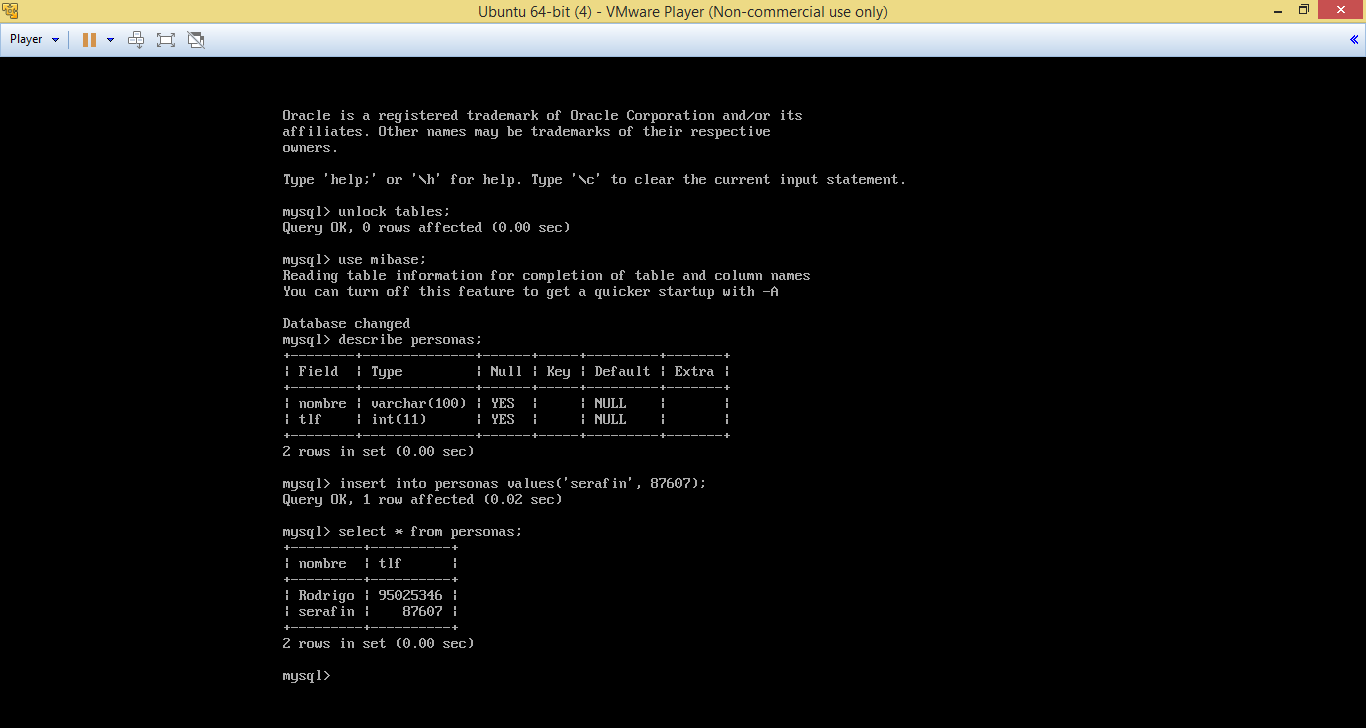 Ubuntu 64-bit (4) - VMware Player (Non-commercial use only)
Player
Oracle is a registered trademark of Oracle Corporation and/or its
affiliates. Other names may be trademarks of their respective
owners.
Type 'help;' or '\h' for help. Type '\c' to clear the current input statement.
mysql> unlock tables;
Query OK, 0 rows affected (0.00 sec)
mysql> use mibase;
Reading table information for completion of table and column names
You can turn off this feature to get a quicker startup with -A
Database changed
mysql> describe personas;
+--------+--------------+------+-----+---------+-------+
| Field  | Type         | Null | Key | Default | Extra |
+--------+--------------+------+-----+---------+-------+
| nombre | varchar(100) | YES  |     | NULL    |       |
| tlf    | int(11)      | YES  |     | NULL    |       |
+--------+--------------+------+-----+---------+-------+
2 rows in set (0.00 sec)
mysql> insert into personas values('serafin', 87607);
Query OK, 1 row affected (0.02 sec)
mysql> select * from personas;
+---------+----------+
| nombre  | tlf      |
+---------+----------+
| Rodrigo | 95025346 |
| serafin |    87607 |
+---------+----------+
2 rows in set (0.00 sec)
mysql>